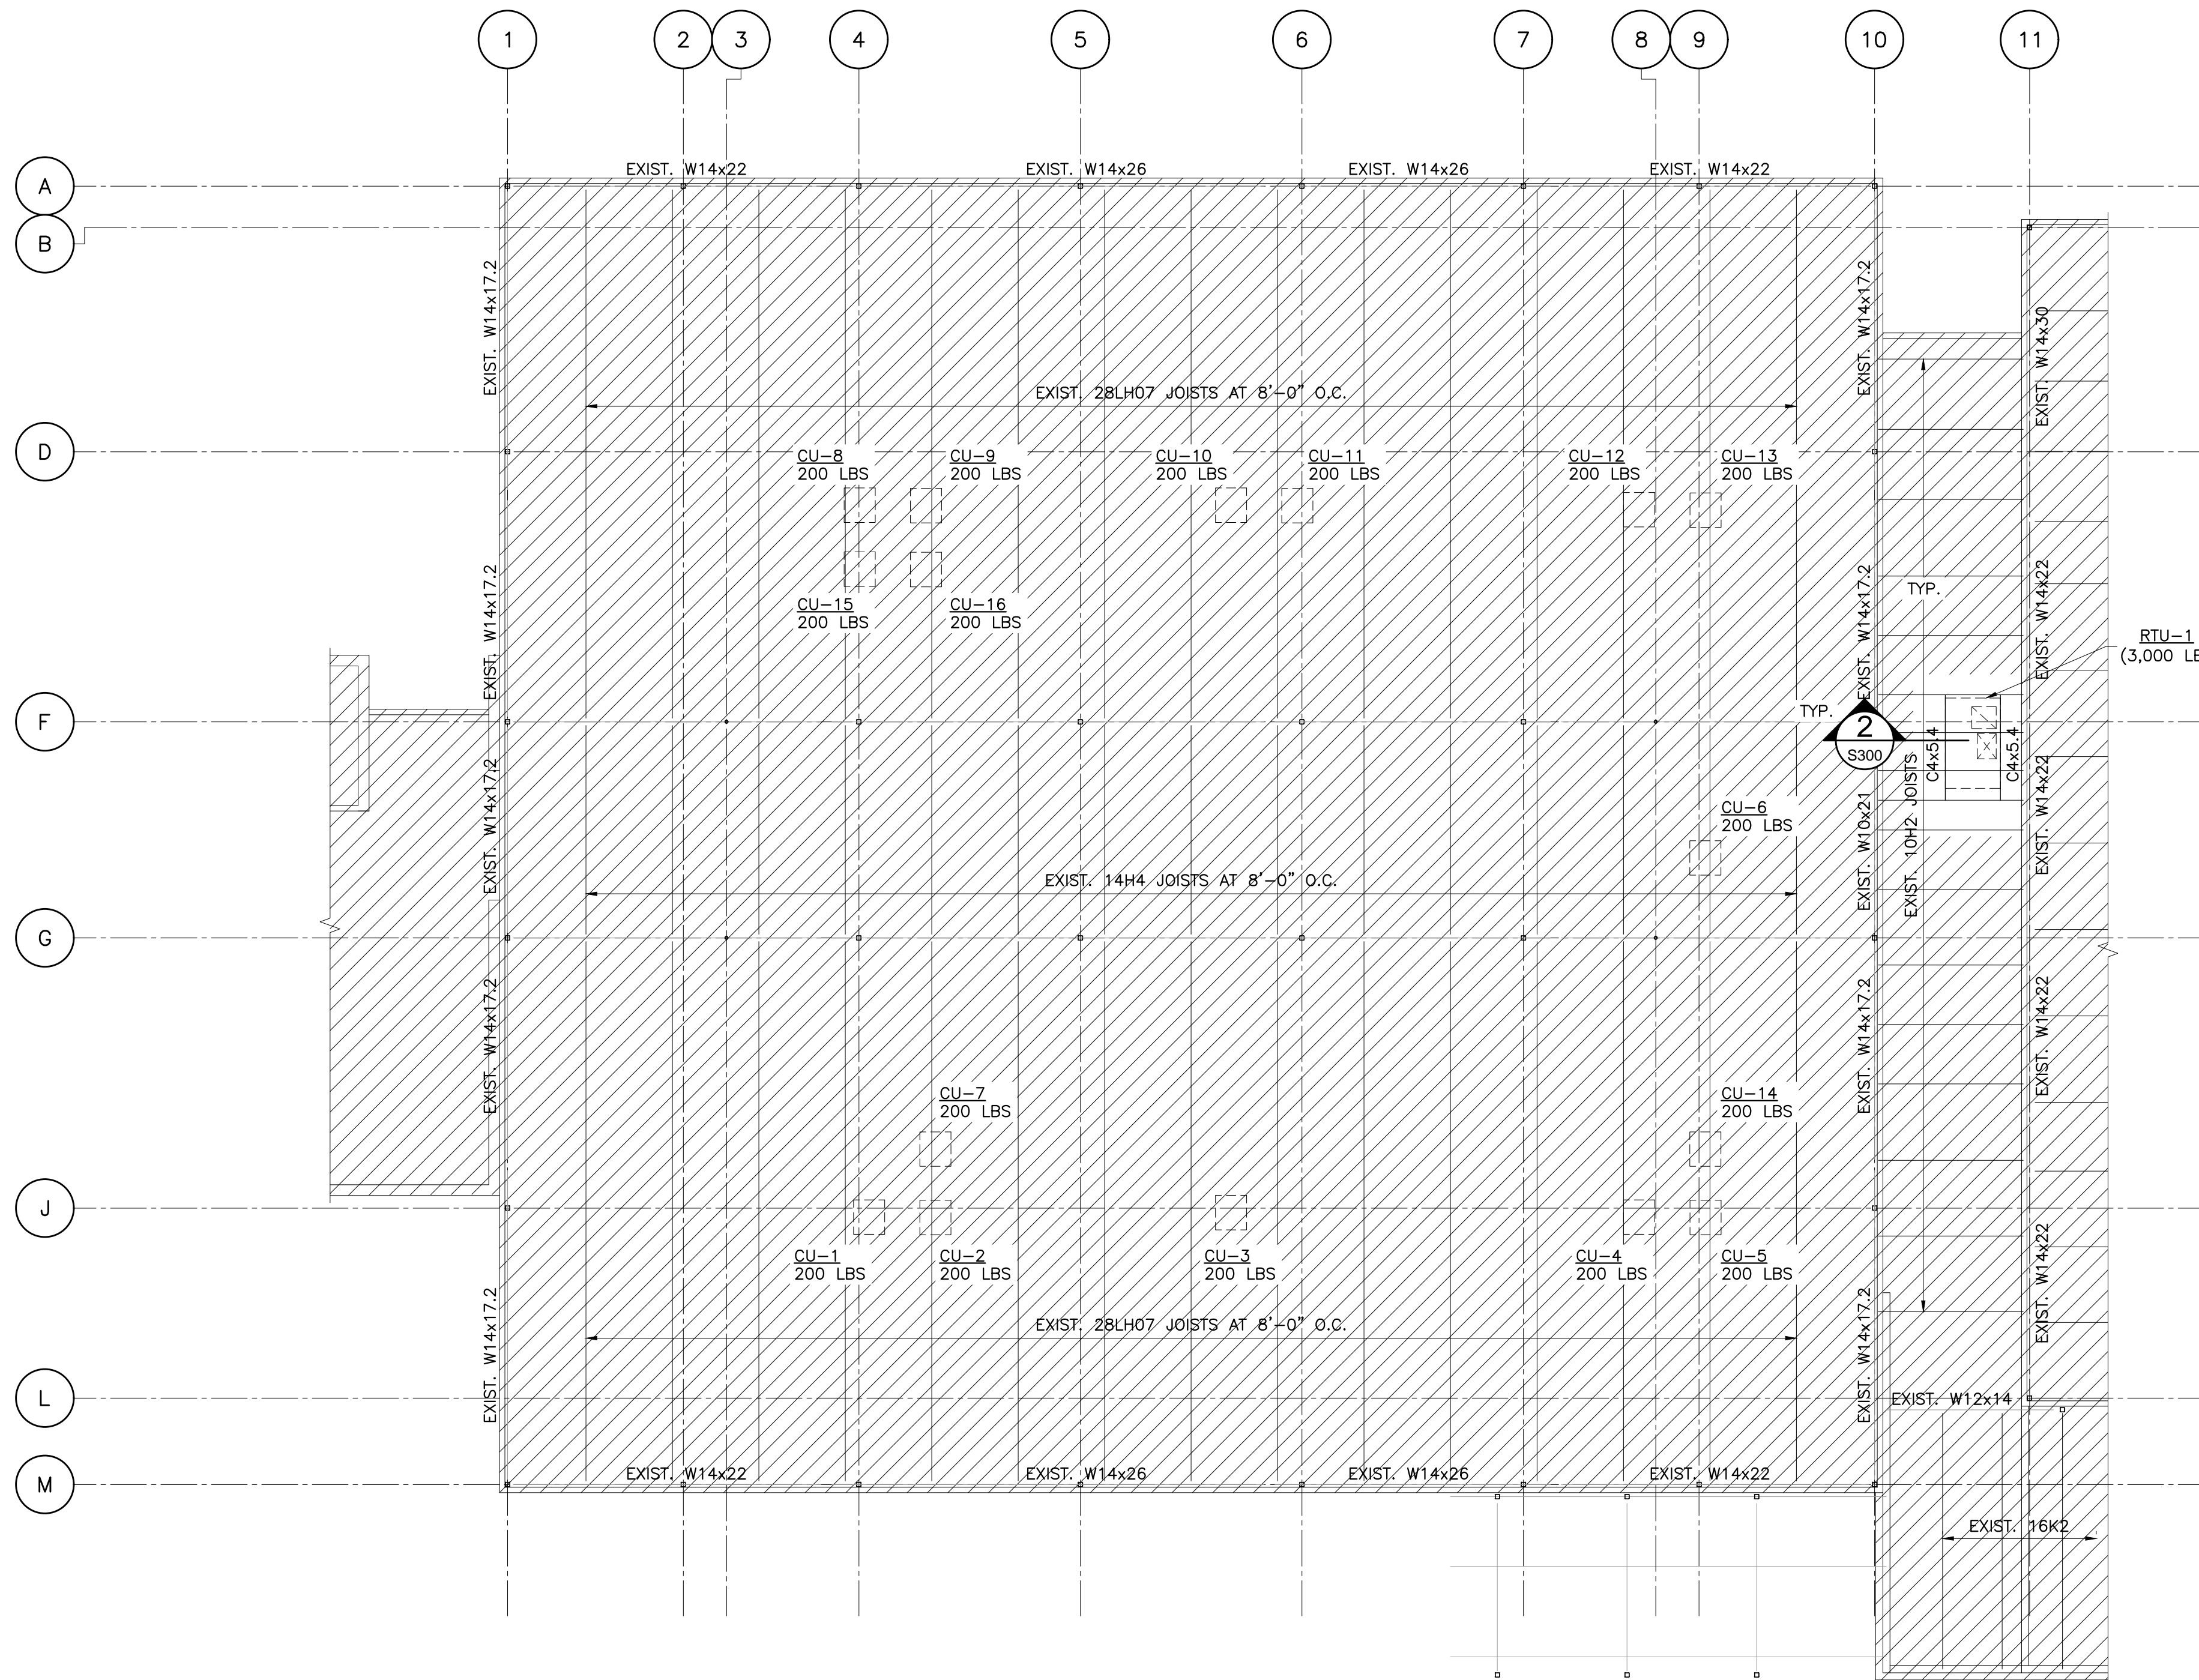 1
2
3
4
5
6
7
8
9
10
11
A
B
D
F
G
J
L
M
EXIST. W14x22
EXIST. W14x26
EXIST. W14x26
EXIST. W14x22
EXIST. W14x17.2
EXIST. W14x17.2
EXIST. W14x30
EXIST. 28LH07 JOISTS AT 8'-0" O.C.
CU-8
200 LBS
CU-9
200 LBS
CU-10
200 LBS
CU-11
200 LBS
CU-12
200 LBS
CU-13
200 LBS
CU-15
200 LBS
CU-16
200 LBS
EXIST. W14x17.2
EXIST. W14x17.2
TYP.
EXIST. W14x22
RTU-1
(3,000 LB
TYP.
2
S300
C4x5.4
C4x5.4
EXIST. W14x17.2
EXIST. W10x21
EXIST. 10H2 JOISTS
EXIST. W14x22
CU-6
200 LBS
EXIST. 14H4 JOISTS AT 8'-0" O.C.
EXIST. W14x17.2
EXIST. W14x17.2
EXIST. W14x22
CU-7
200 LBS
CU-14
200 LBS
CU-1
200 LBS
CU-2
200 LBS
CU-3
200 LBS
CU-4
200 LBS
CU-5
200 LBS
EXIST. W14x17.2
EXIST. 28LH07 JOISTS AT 8'-0" O.C.
EXIST. W14x17.2
EXIST. W14x22
EXIST. W12x14
EXIST. W14x22
EXIST. W14x26
EXIST. W14x26
EXIST. W14x22
EXIST. 16K2